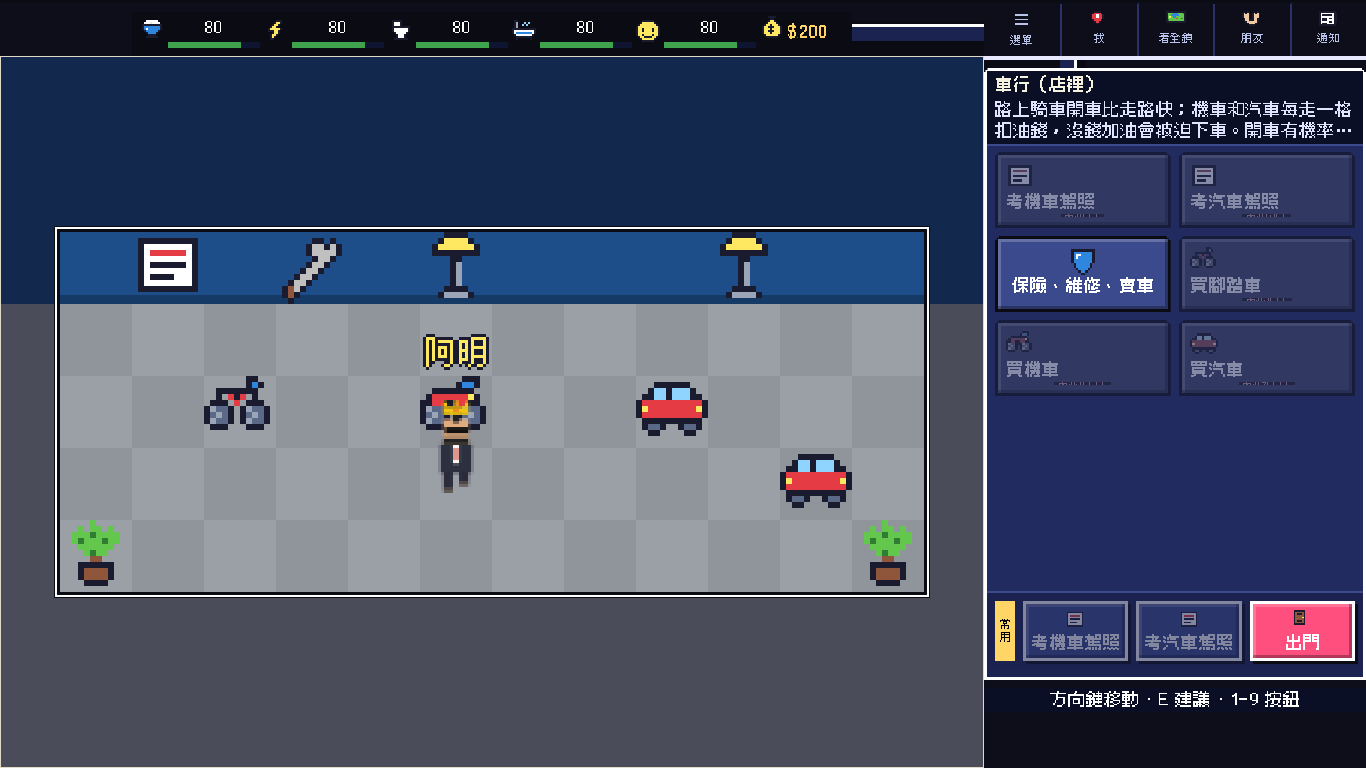 80 80 80 80 80 $200
選單 我 看全鎮 朋友 通知
車行（店裡）
路上騎車開車比走路快；機車和汽車每走一格
扣油錢，沒錢加油會被迫下車。開車有機率…
考機車駕照 考汽車駕照
保險、維修、賣車 買腳踏車
買機車 買汽車
阿明
常用
考機車駕照 考汽車駕照 出門
方向鍵移動 · E 建議 · 1-9 按鈕